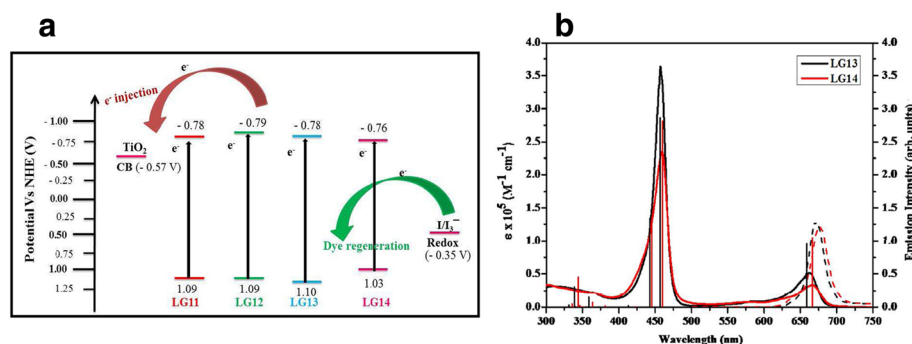 a
e- injection
e-
- 0.78
- 0.79
- 0.78
- 0.76
Potential Vs NHE (V)
- 1.00
- 0.75
- 0.50
- 0.25
0.00
0.25
0.50
0.75
1.00
1.25
TiO2
CB (- 0.57 V)
e-
e-
e-
e-
e-
Dye regeneration
I/I3−
Redox
(- 0.35 V)
1.09
1.09
1.10
1.03
LG11
LG12
LG13
LG14
b
LG13
LG14
ε x 10^5 (M^-1 cm^-1)
4.0
3.5
3.0
2.5
2.0
1.5
1.0
0.5
0.0
300
350
400
450
500
550
600
650
700
750
Wavelength (nm)
4.0
3.5
3.0
2.5
2.0
1.5
1.0
0.5
0.0
Emission Intensity (arb. units)